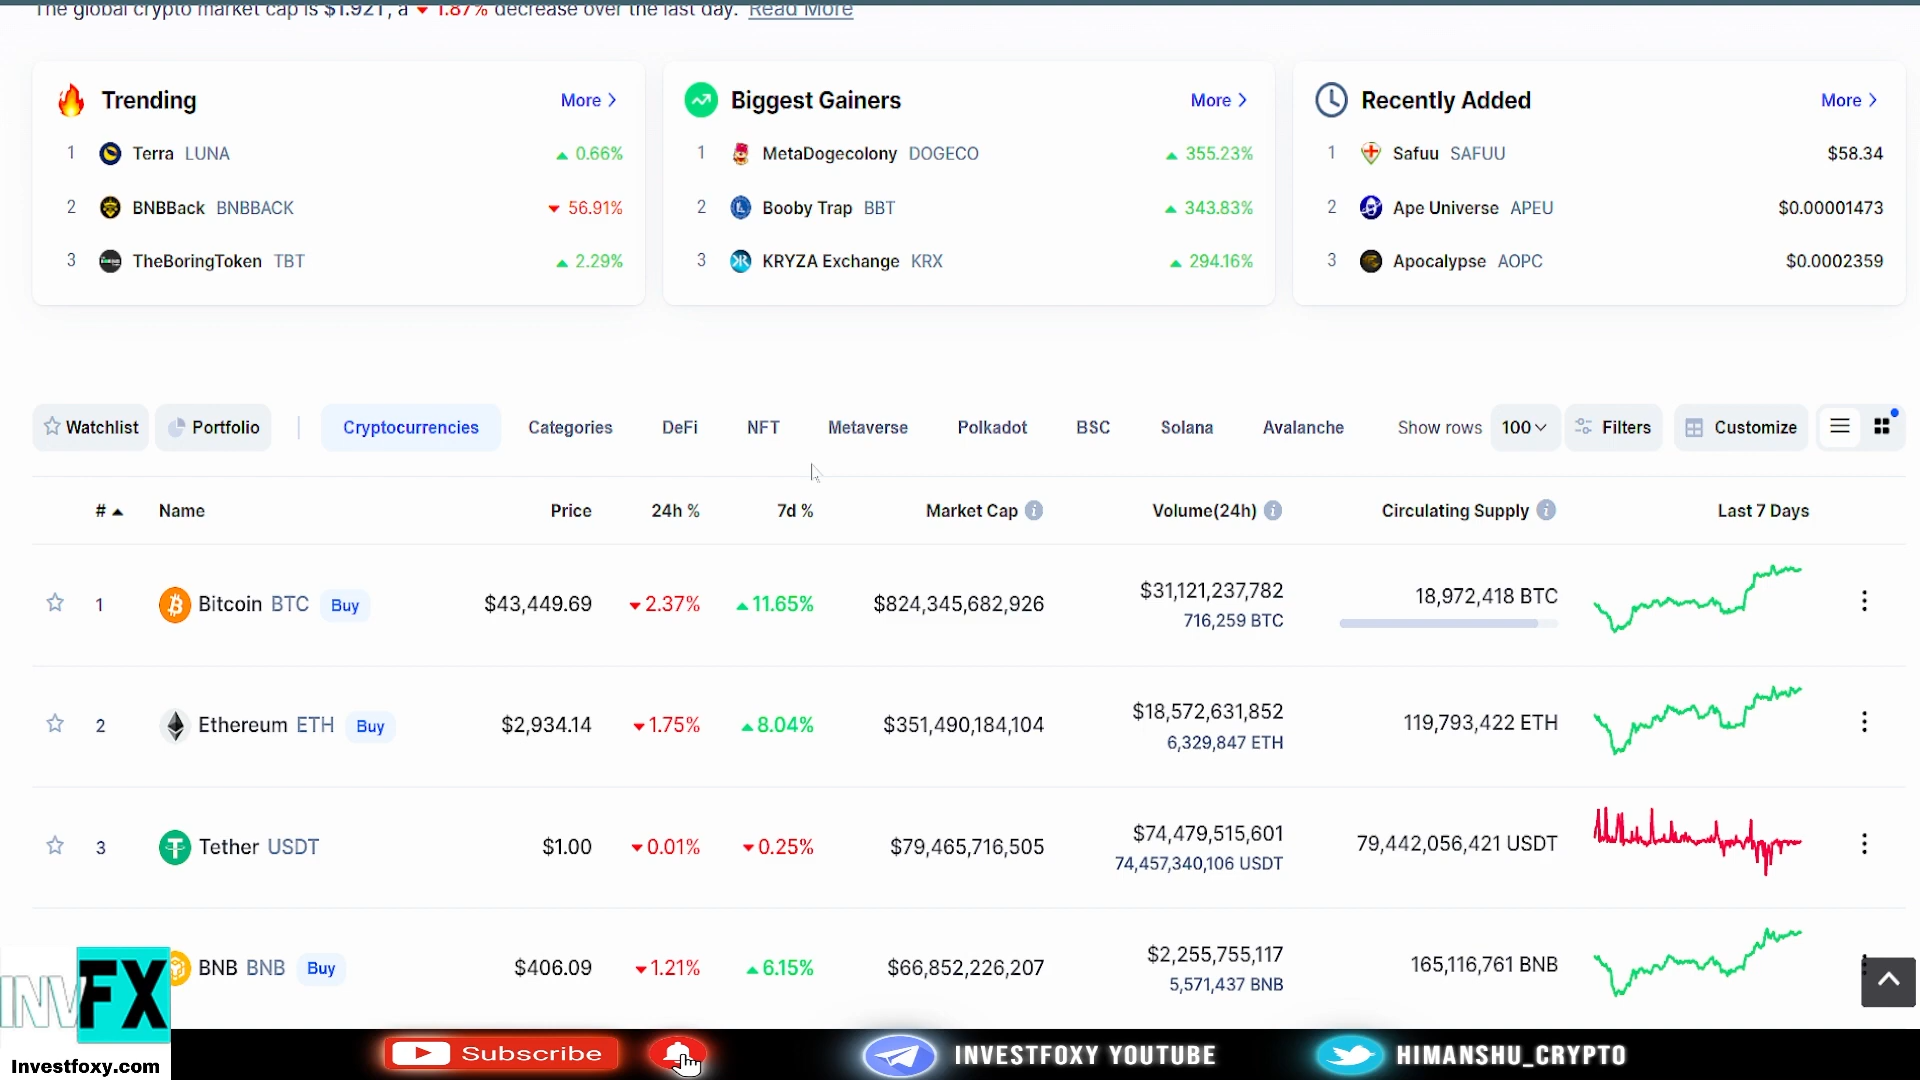 The global crypto market cap is $1.92T, a 1.87% decrease over the last day. Read More
Trending More
1 Terra LUNA 0.66%
2 BNBBack BNBBACK 56.91%
3 TheBoringToken TBT 2.29%
Biggest Gainers More
1 MetaDogecolony DOGECO 355.23%
2 Booby Trap BBT 343.83%
3 KRYZA Exchange KRX 294.16%
Recently Added More
1 Safuu SAFUU $58.34
2 Ape Universe APEU $0.00001473
3 Apocalypse AOPC $0.0002359
Watchlist Portfolio Cryptocurrencies Categories DeFi NFT Metaverse Polkadot BSC Solana Avalanche Show rows 100 Filters Customize
# Name Price 24h % 7d % Market Cap Volume(24h) Circulating Supply Last 7 Days
1 Bitcoin BTC Buy $43,449.69 2.37% 11.65% $824,345,682,926 $31,121,237,782 18,972,418 BTC
716,259 BTC
2 Ethereum ETH Buy $2,934.14 1.75% 8.04% $351,490,184,104 $18,572,631,852 119,793,422 ETH
6,329,847 ETH
3 Tether USDT $1.00 0.01% 0.25% $79,465,716,505 $74,479,515,601 79,442,056,421 USDT
74,457,340,106 USDT
BNB BNB Buy $406.09 1.21% 6.15% $66,852,226,207 $2,255,755,117 165,116,761 BNB
5,571,437 BNB
INVFX
Investfoxy.com
Subscribe
INVESTFOXY YOUTUBE
HIMANSHU_CRYPTO